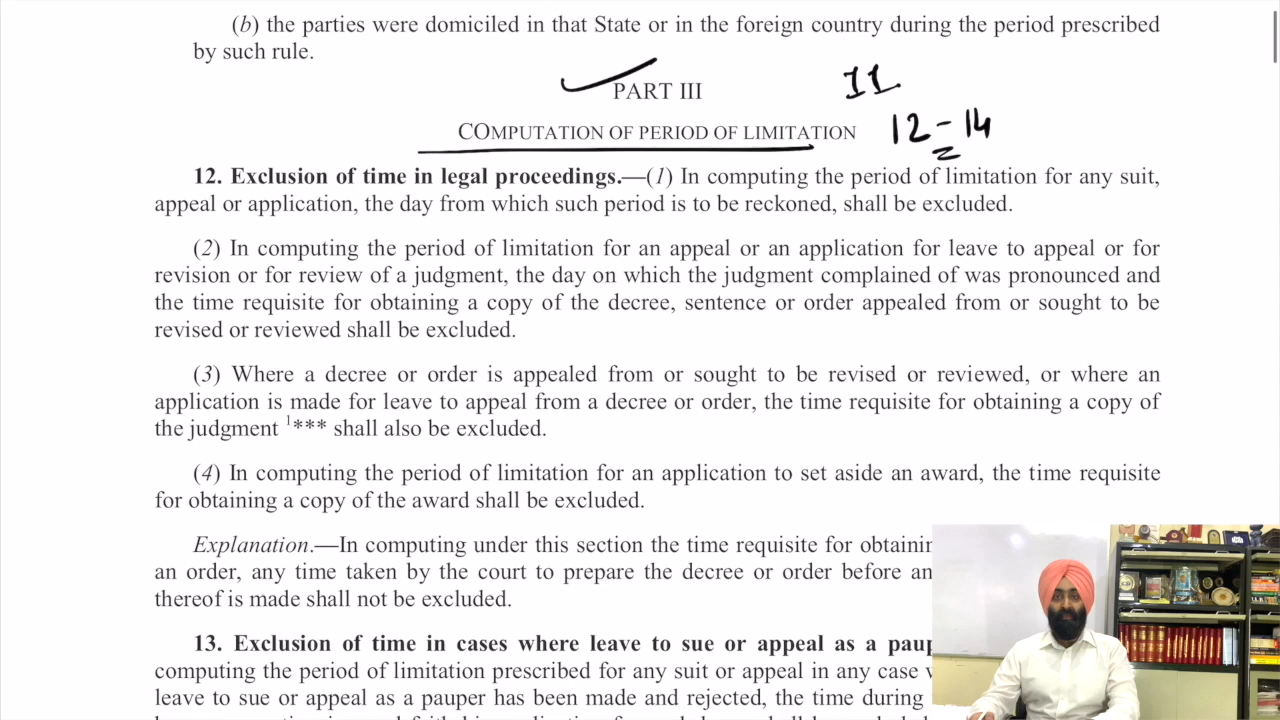 (b) the parties were domiciled in that State or in the foreign country during the period prescribed
by such rule.
PART III
11
COMPUTATION OF PERIOD OF LIMITATION
12-14
12. Exclusion of time in legal proceedings.—(1) In computing the period of limitation for any suit,
appeal or application, the day from which such period is to be reckoned, shall be excluded.
(2) In computing the period of limitation for an appeal or an application for leave to appeal or for
revision or for review of a judgment, the day on which the judgment complained of was pronounced and
the time requisite for obtaining a copy of the decree, sentence or order appealed from or sought to be
revised or reviewed shall be excluded.
(3) Where a decree or order is appealed from or sought to be revised or reviewed, or where an
application is made for leave to appeal from a decree or order, the time requisite for obtaining a copy of
the judgment 1*** shall also be excluded.
(4) In computing the period of limitation for an application to set aside an award, the time requisite
for obtaining a copy of the award shall be excluded.
Explanation.—In computing under this section the time requisite for obtainin
an order, any time taken by the court to prepare the decree or order before an
thereof is made shall not be excluded.
13. Exclusion of time in cases where leave to sue or appeal as a paup
computing the period of limitation prescribed for any suit or appeal in any case
leave to sue or appeal as a pauper has been made and rejected, the time during